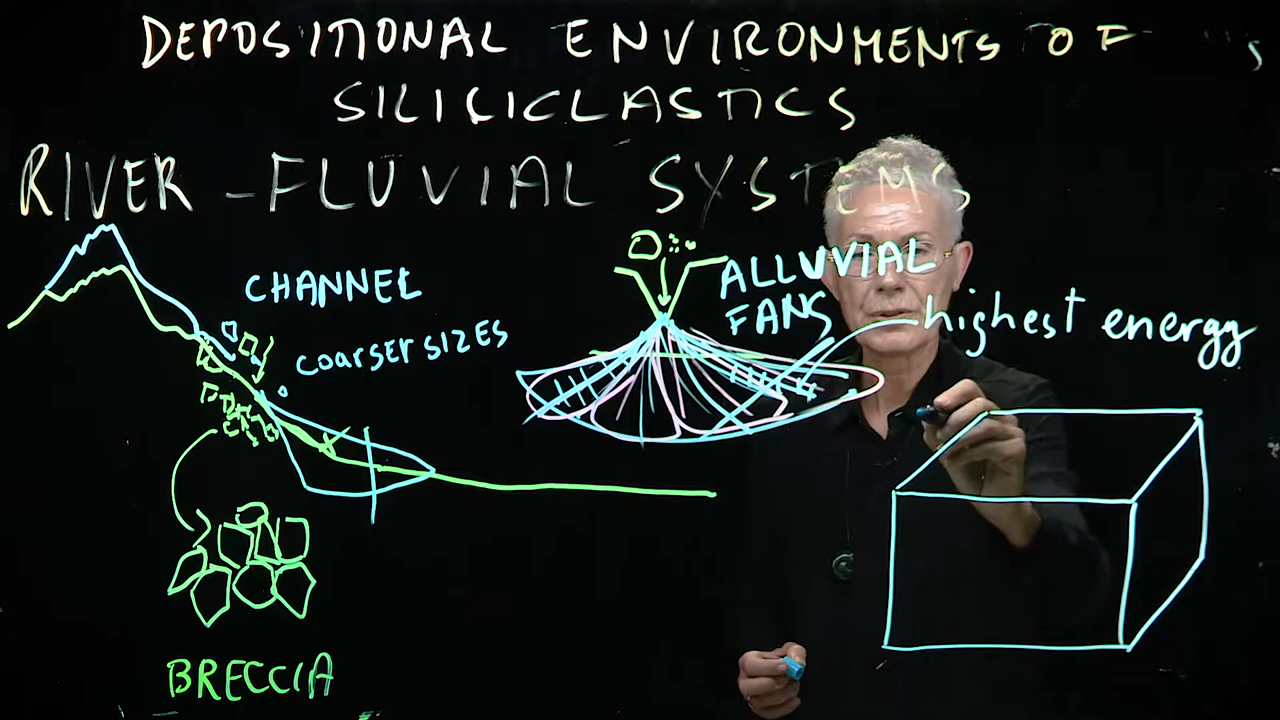 DEPOSITIONAL ENVIRONMENTS OF
SILICICLASTICS
RIVER - FLUVIAL SYSTEMS
CHANNEL
COARSER SIZES
ALLUVIAL
FANS
highest energy
BRECCIA